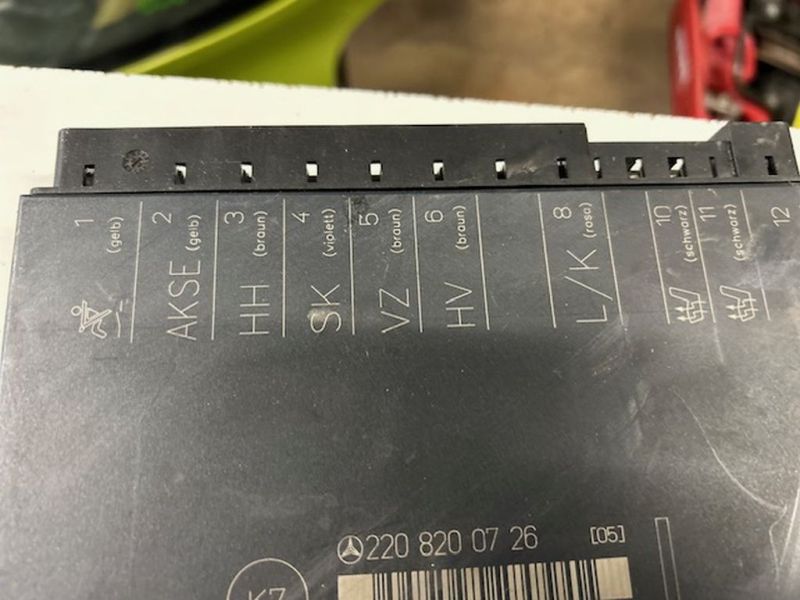 1 (gelb)
2 (gelb) AKSE
3 (braun) HH
4 (violett) SK
5 (braun) VZ
6 (braun) HV
8 (rosa) L/K
10 (schwarz)
11 (schwarz)
12
220 820 07 26 [05]
K7